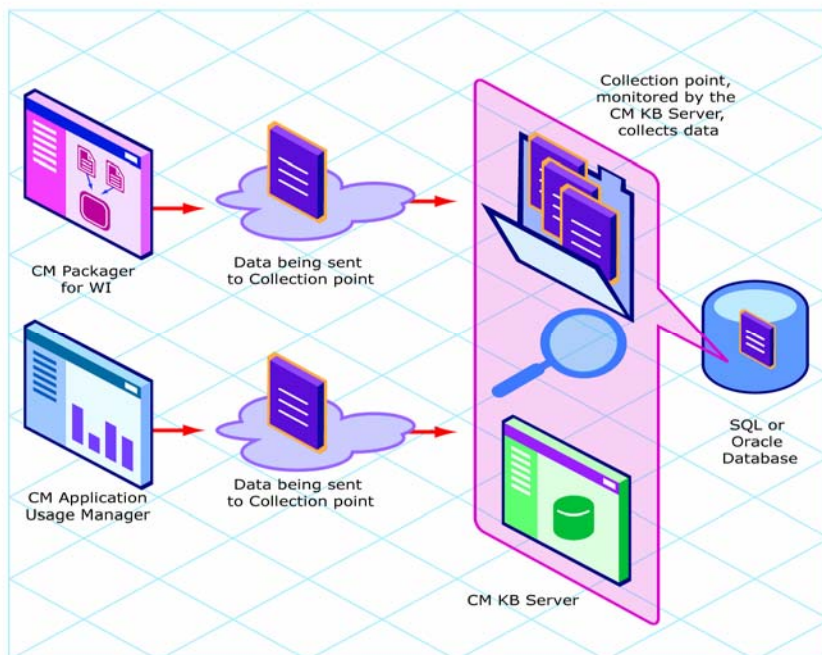 Collection point,
monitored by the
CM KB Server,
collects data
CM Packager
for WI
Data being sent
to Collection point
SQL or
Oracle
Database
CM Application
Usage Manager
Data being sent
to Collection point
CM KB Server